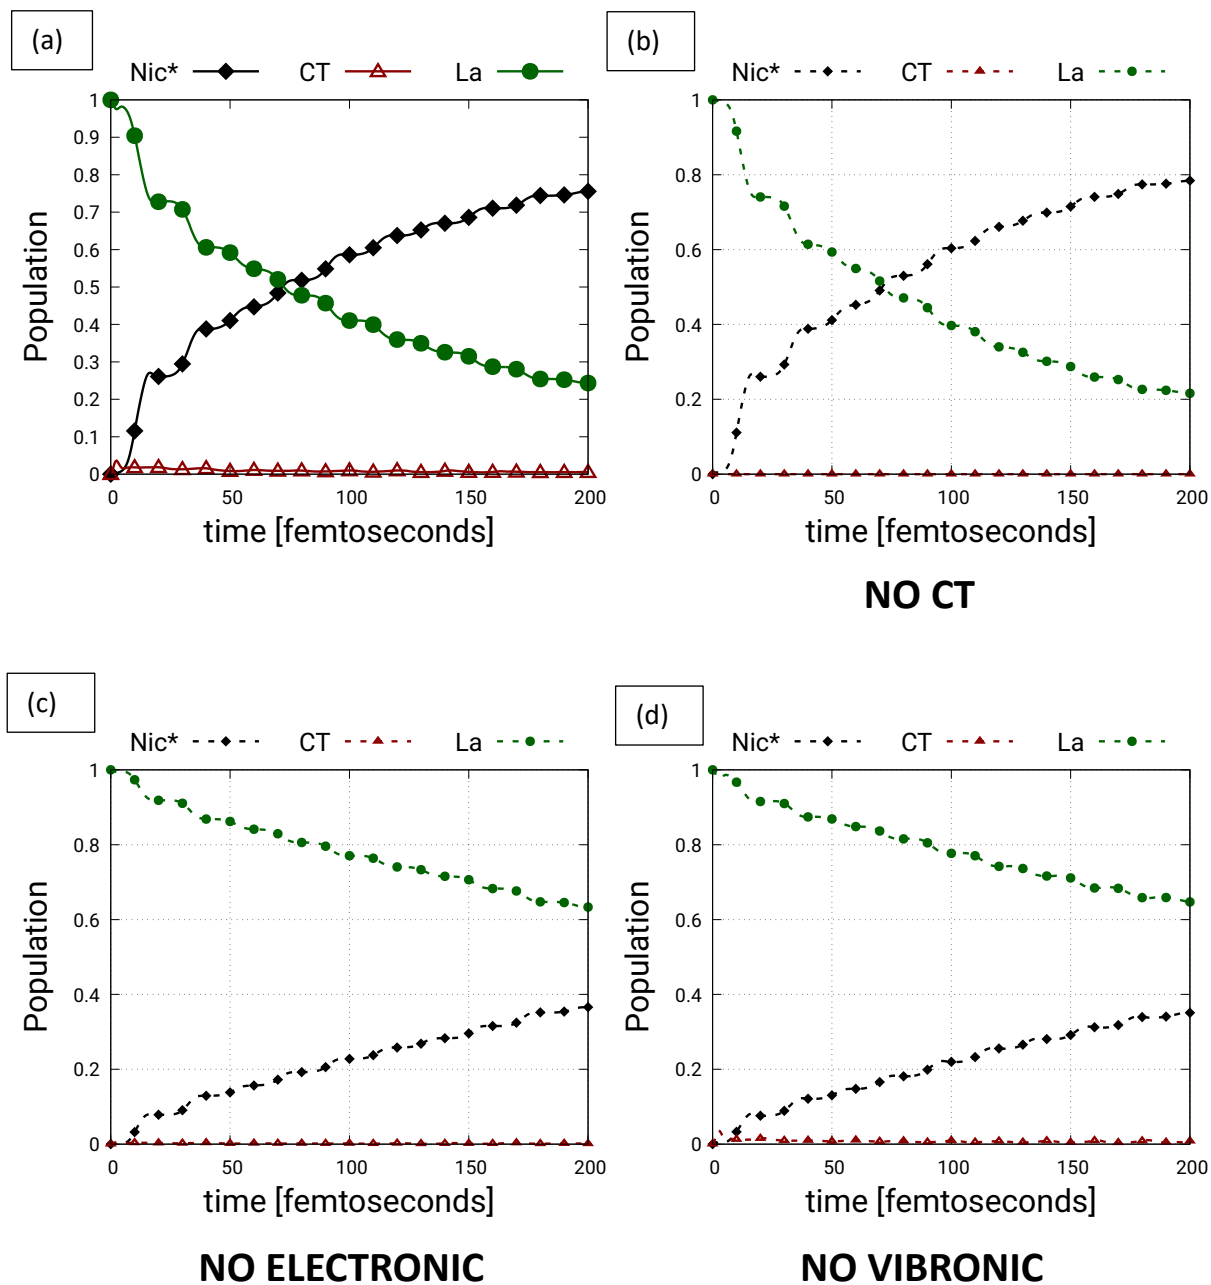 (a)
Nic* CT La
1
0.9
0.8
0.7
0.6
0.5
0.4
0.3
0.2
0.1
0
Population
0 50 100 150 200
time [femtoseconds]
(b)
Nic* CT La
1
0.8
0.6
0.4
0.2
0
Population
0 50 100 150 200
time [femtoseconds]
NO CT
(c)
Nic* CT La
1
0.8
0.6
0.4
0.2
0
Population
0 50 100 150 200
time [femtoseconds]
NO ELECTRONIC
(d)
Nic* CT La
1
0.8
0.6
0.4
0.2
0
Population
0 50 100 150 200
time [femtoseconds]
NO VIBRONIC